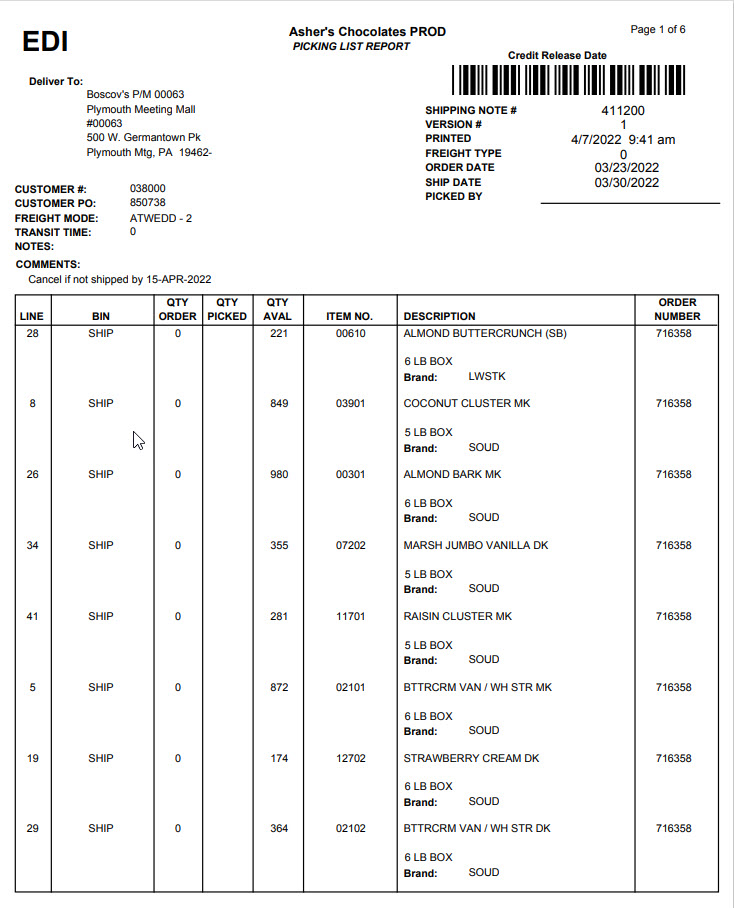 EDI
Asher's Chocolates PROD
PICKING LIST REPORT
Page 1 of 6
Credit Release Date
Deliver To:
Boscov's P/M 00063
Plymouth Meeting Mall
#00063
500 W. Germantown Pk
Plymouth Mtg, PA 19462-
SHIPPING NOTE # 411200
VERSION # 1
PRINTED 4/7/2022 9:41 am
FREIGHT TYPE 0
ORDER DATE 03/23/2022
SHIP DATE 03/30/2022
PICKED BY
CUSTOMER #: 038000
CUSTOMER PO: 850738
FREIGHT MODE: ATWEDD - 2
TRANSIT TIME: 0
NOTES:
COMMENTS:
Cancel if not shipped by 15-APR-2022
LINE BIN QTY ORDER QTY PICKED QTY AVAL ITEM NO. DESCRIPTION ORDER NUMBER
28 SHIP 0 221 00610 ALMOND BUTTERCRUNCH (SB) 716358
6 LB BOX
Brand: LWSTK
8 SHIP 0 849 03901 COCONUT CLUSTER MK 716358
5 LB BOX
Brand: SOUD
26 SHIP 0 980 00301 ALMOND BARK MK 716358
6 LB BOX
Brand: SOUD
34 SHIP 0 355 07202 MARSH JUMBO VANILLA DK 716358
5 LB BOX
Brand: SOUD
41 SHIP 0 281 11701 RAISIN CLUSTER MK 716358
5 LB BOX
Brand: SOUD
5 SHIP 0 872 02101 BTTRCRM VAN / WH STR MK 716358
6 LB BOX
Brand: SOUD
19 SHIP 0 174 12702 STRAWBERRY CREAM DK 716358
6 LB BOX
Brand: SOUD
29 SHIP 0 364 02102 BTTRCRM VAN / WH STR DK 716358
6 LB BOX
Brand: SOUD